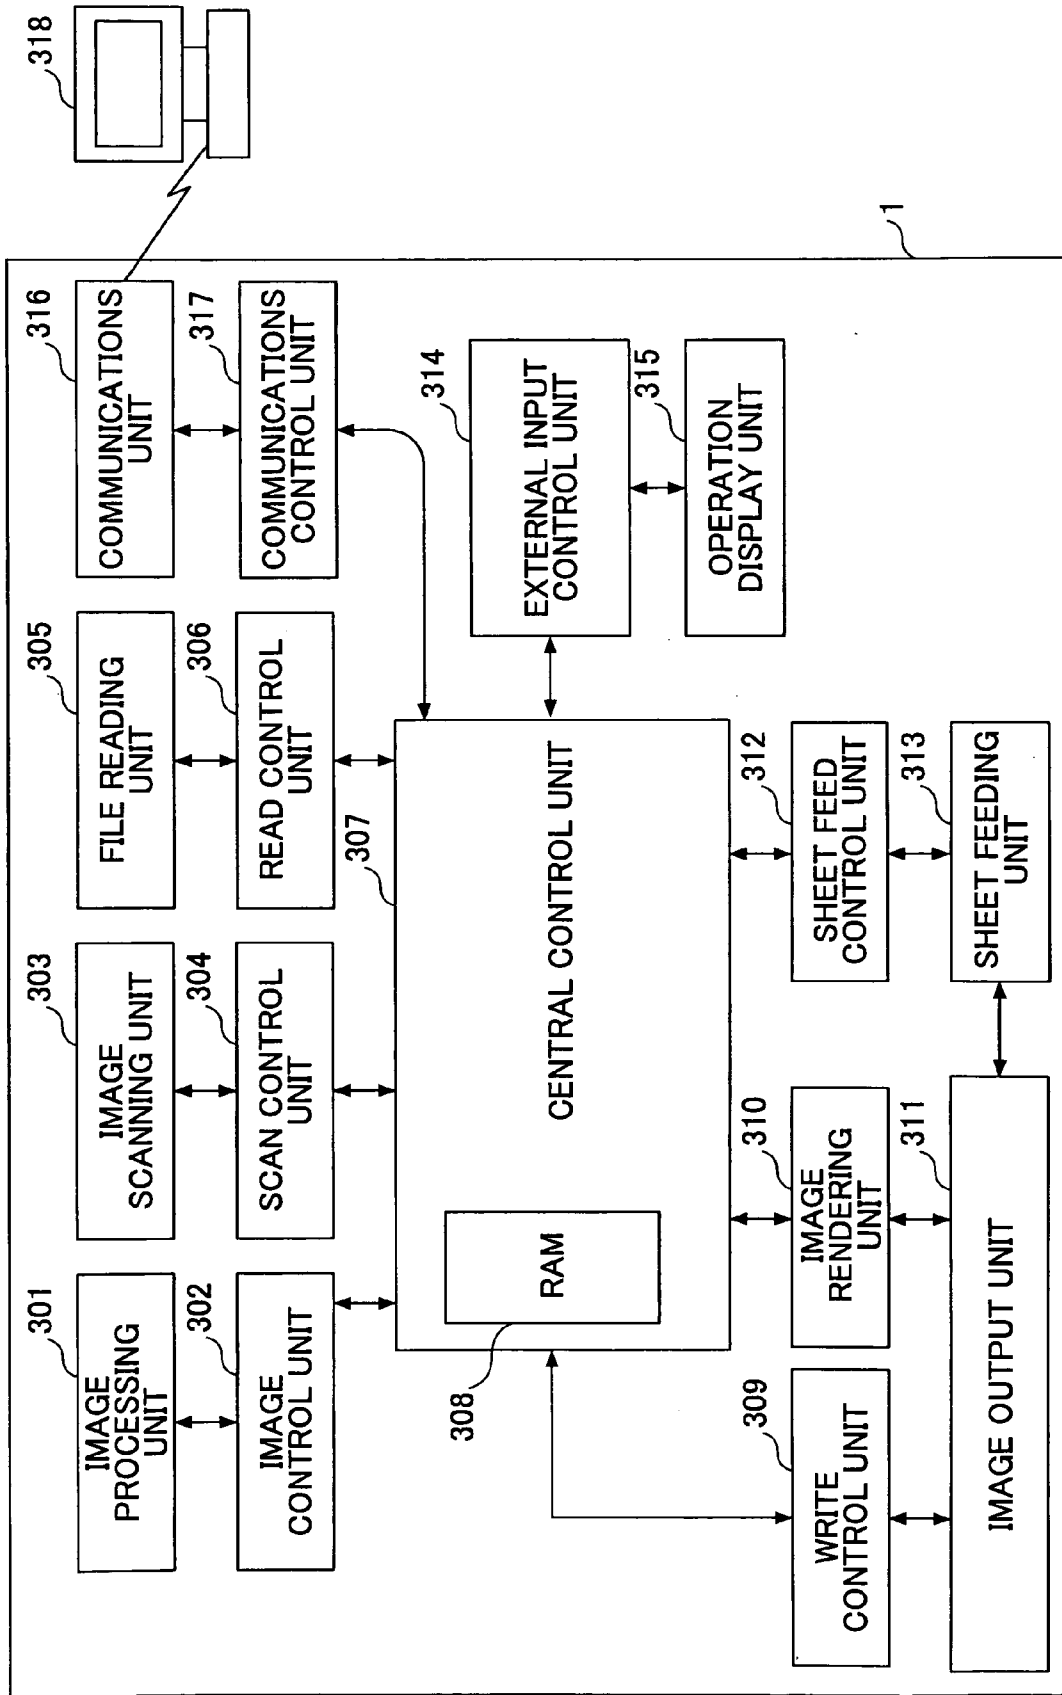 301
IMAGE
PROCESSING
UNIT
303
IMAGE
SCANNING UNIT
305
FILE READING
UNIT
316
COMMUNICATIONS
UNIT
318
302
IMAGE
CONTROL UNIT
304
SCAN CONTROL
UNIT
306
READ CONTROL
UNIT
317
COMMUNICATIONS
CONTROL UNIT
307
CENTRAL CONTROL UNIT
308
RAM
314
EXTERNAL INPUT
CONTROL UNIT
315
OPERATION
DISPLAY UNIT
1
309
WRITE
CONTROL UNIT
310
IMAGE
RENDERING
UNIT
312
SHEET FEED
CONTROL UNIT
311
IMAGE OUTPUT UNIT
313
SHEET FEEDING
UNIT